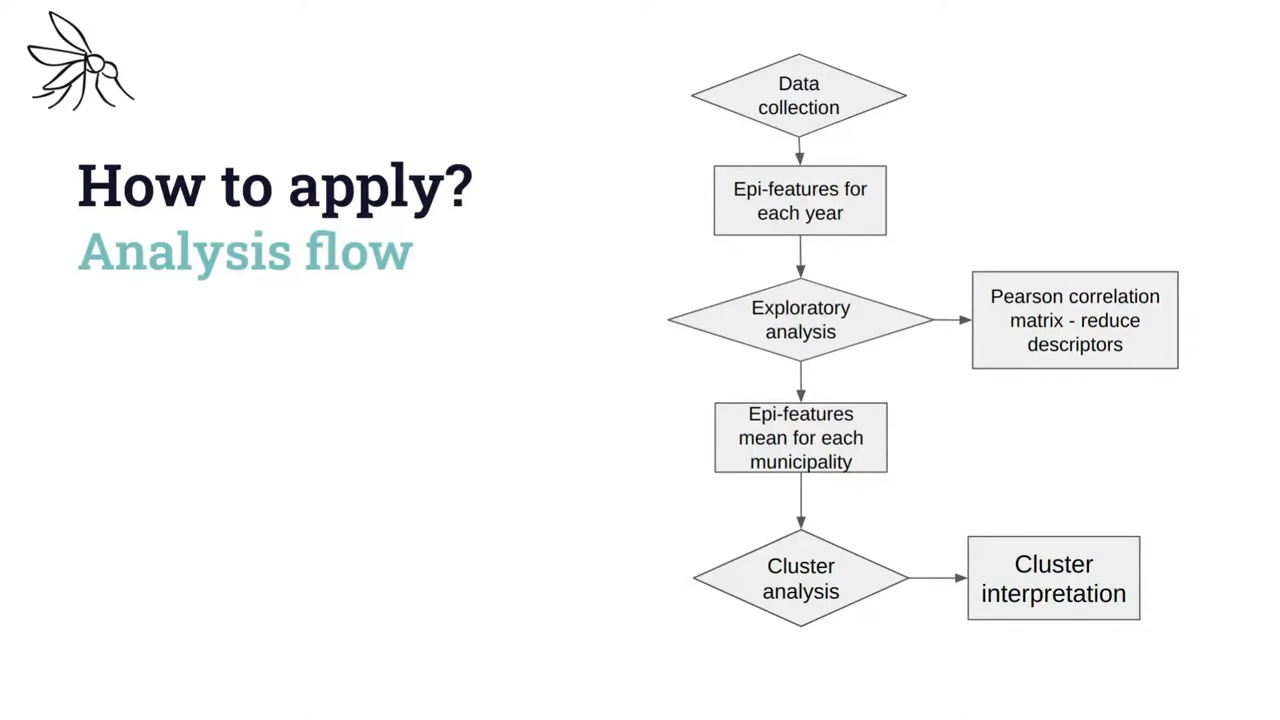 How to apply?
Analysis flow
Data
collection
Epi-features for
each year
Exploratory
analysis
Pearson correlation
matrix - reduce
descriptors
Epi-features
mean for each
municipality
Cluster
analysis
Cluster
interpretation